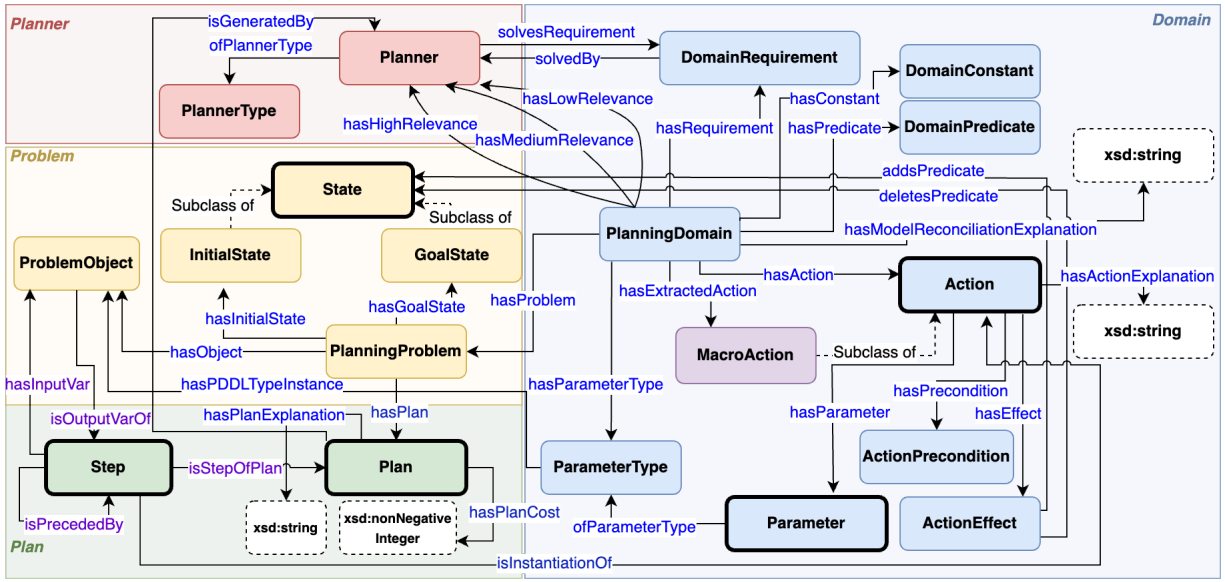 Planner
Domain
isGeneratedBy
solvesRequirement
ofPlannerType
Planner
solvedBy
DomainRequirement
DomainConstant
PlannerType
hasLowRelevance
hasConstant
hasHighRelevance
hasMediumRelevance
hasRequirement
hasPredicate
DomainPredicate
Problem
xsd:string
State
addsPredicate
deletesPredicate
Subclass of
Subclass of
PlanningDomain
hasModelReconciliationExplanation
ProblemObject
InitialState
GoalState
hasAction
Action
hasActionExplanation
hasExtractedAction
hasProblem
hasGoalState
hasInitialState
xsd:string
hasObject
PlanningProblem
MacroAction
Subclass of
hasInputVar
hasPDDLTypeInstance
hasParameterType
hasPrecondition
isOutputVarOf
hasPlanExplanation
hasPlan
hasParameter
hasEffect
Step
isStepOfPlan
Plan
ParameterType
ActionPrecondition
isPrecededBy
xsd:string
xsd:nonNegative
Integer
hasPlanCost
ofParameterType
Parameter
ActionEffect
Plan
isInstantiationOf